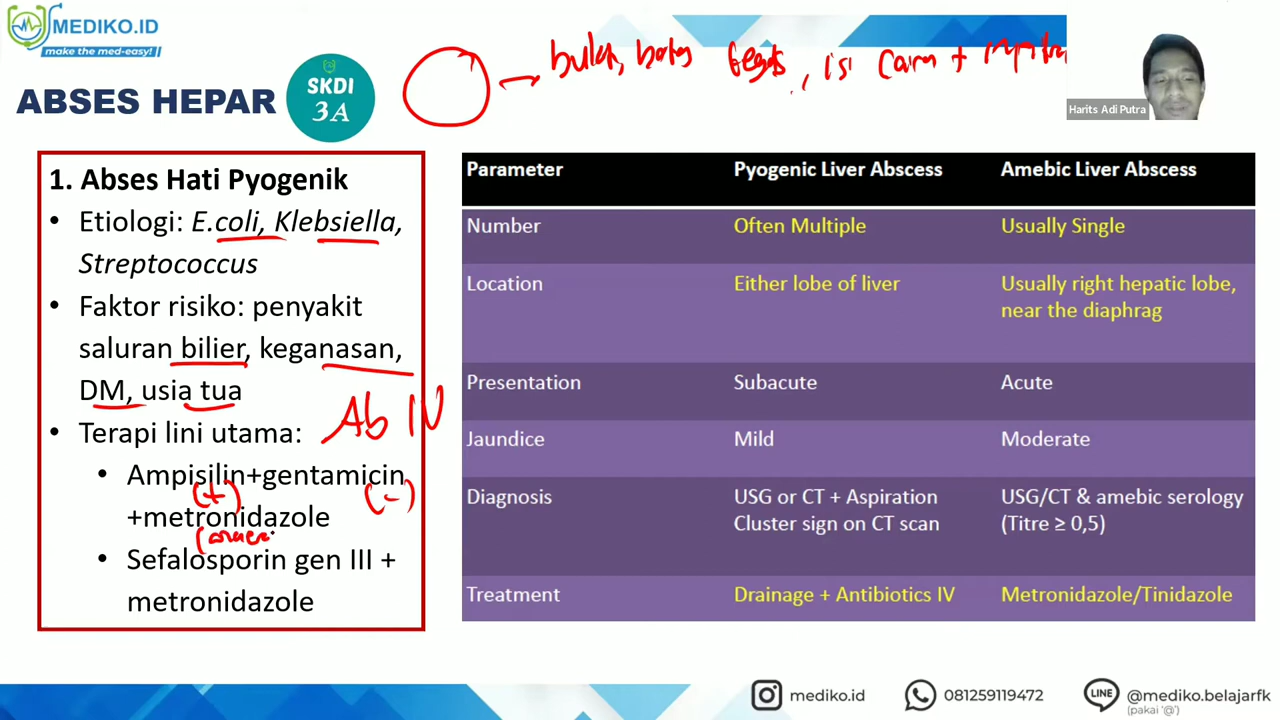 MEDIKO.ID
make the med-easy!
ABSES HEPAR
SKDI
3A
bulat, batas tegas, isi cairan +
Harits Adi Putra
1. Abses Hati Pyogenik
• Etiologi: E.coli, Klebsiella,
Streptococcus
• Faktor risiko: penyakit
saluran bilier, keganasan,
DM, usia tua
Ab IV
• Terapi lini utama:
• Ampisilin+gentamicin
(+) (-)
+metronidazole
• Sefalosporin gen III +
metronidazole
Parameter Pyogenic Liver Abscess Amebic Liver Abscess
Number Often Multiple Usually Single
Location Either lobe of liver Usually right hepatic lobe,
near the diaphrag
Presentation Subacute Acute
Jaundice Mild Moderate
Diagnosis USG or CT + Aspiration USG/CT & amebic serology
Cluster sign on CT scan (Titre ≥ 0,5)
Treatment Drainage + Antibiotics IV Metronidazole/Tinidazole
mediko.id
081259119472
LINE
@mediko.belajarfk
(pakai '@')